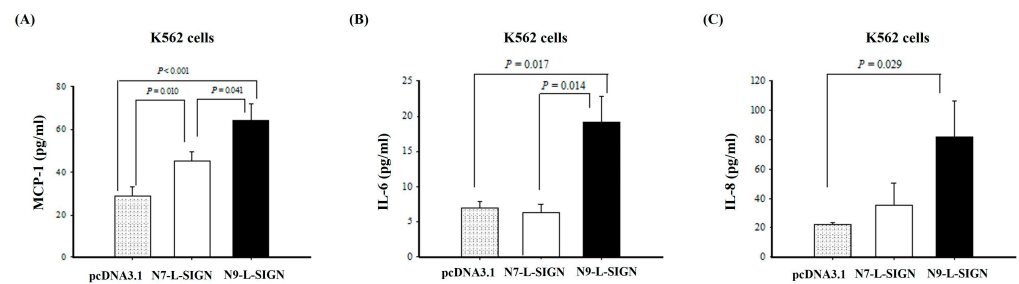 (A)
K562 cells
P < 0.001
P = 0.010
P = 0.041
MCP-1 (pg/ml)
80
60
40
20
0
pcDNA3.1 N7-L-SIGN N9-L-SIGN
(B)
K562 cells
P = 0.017
P = 0.014
IL-6 (pg/ml)
25
20
15
10
5
0
pcDNA3.1 N7-L-SIGN N9-L-SIGN
(C)
K562 cells
P = 0.029
IL-8 (pg/ml)
120
100
80
60
40
20
0
pcDNA3.1 N7-L-SIGN N9-L-SIGN